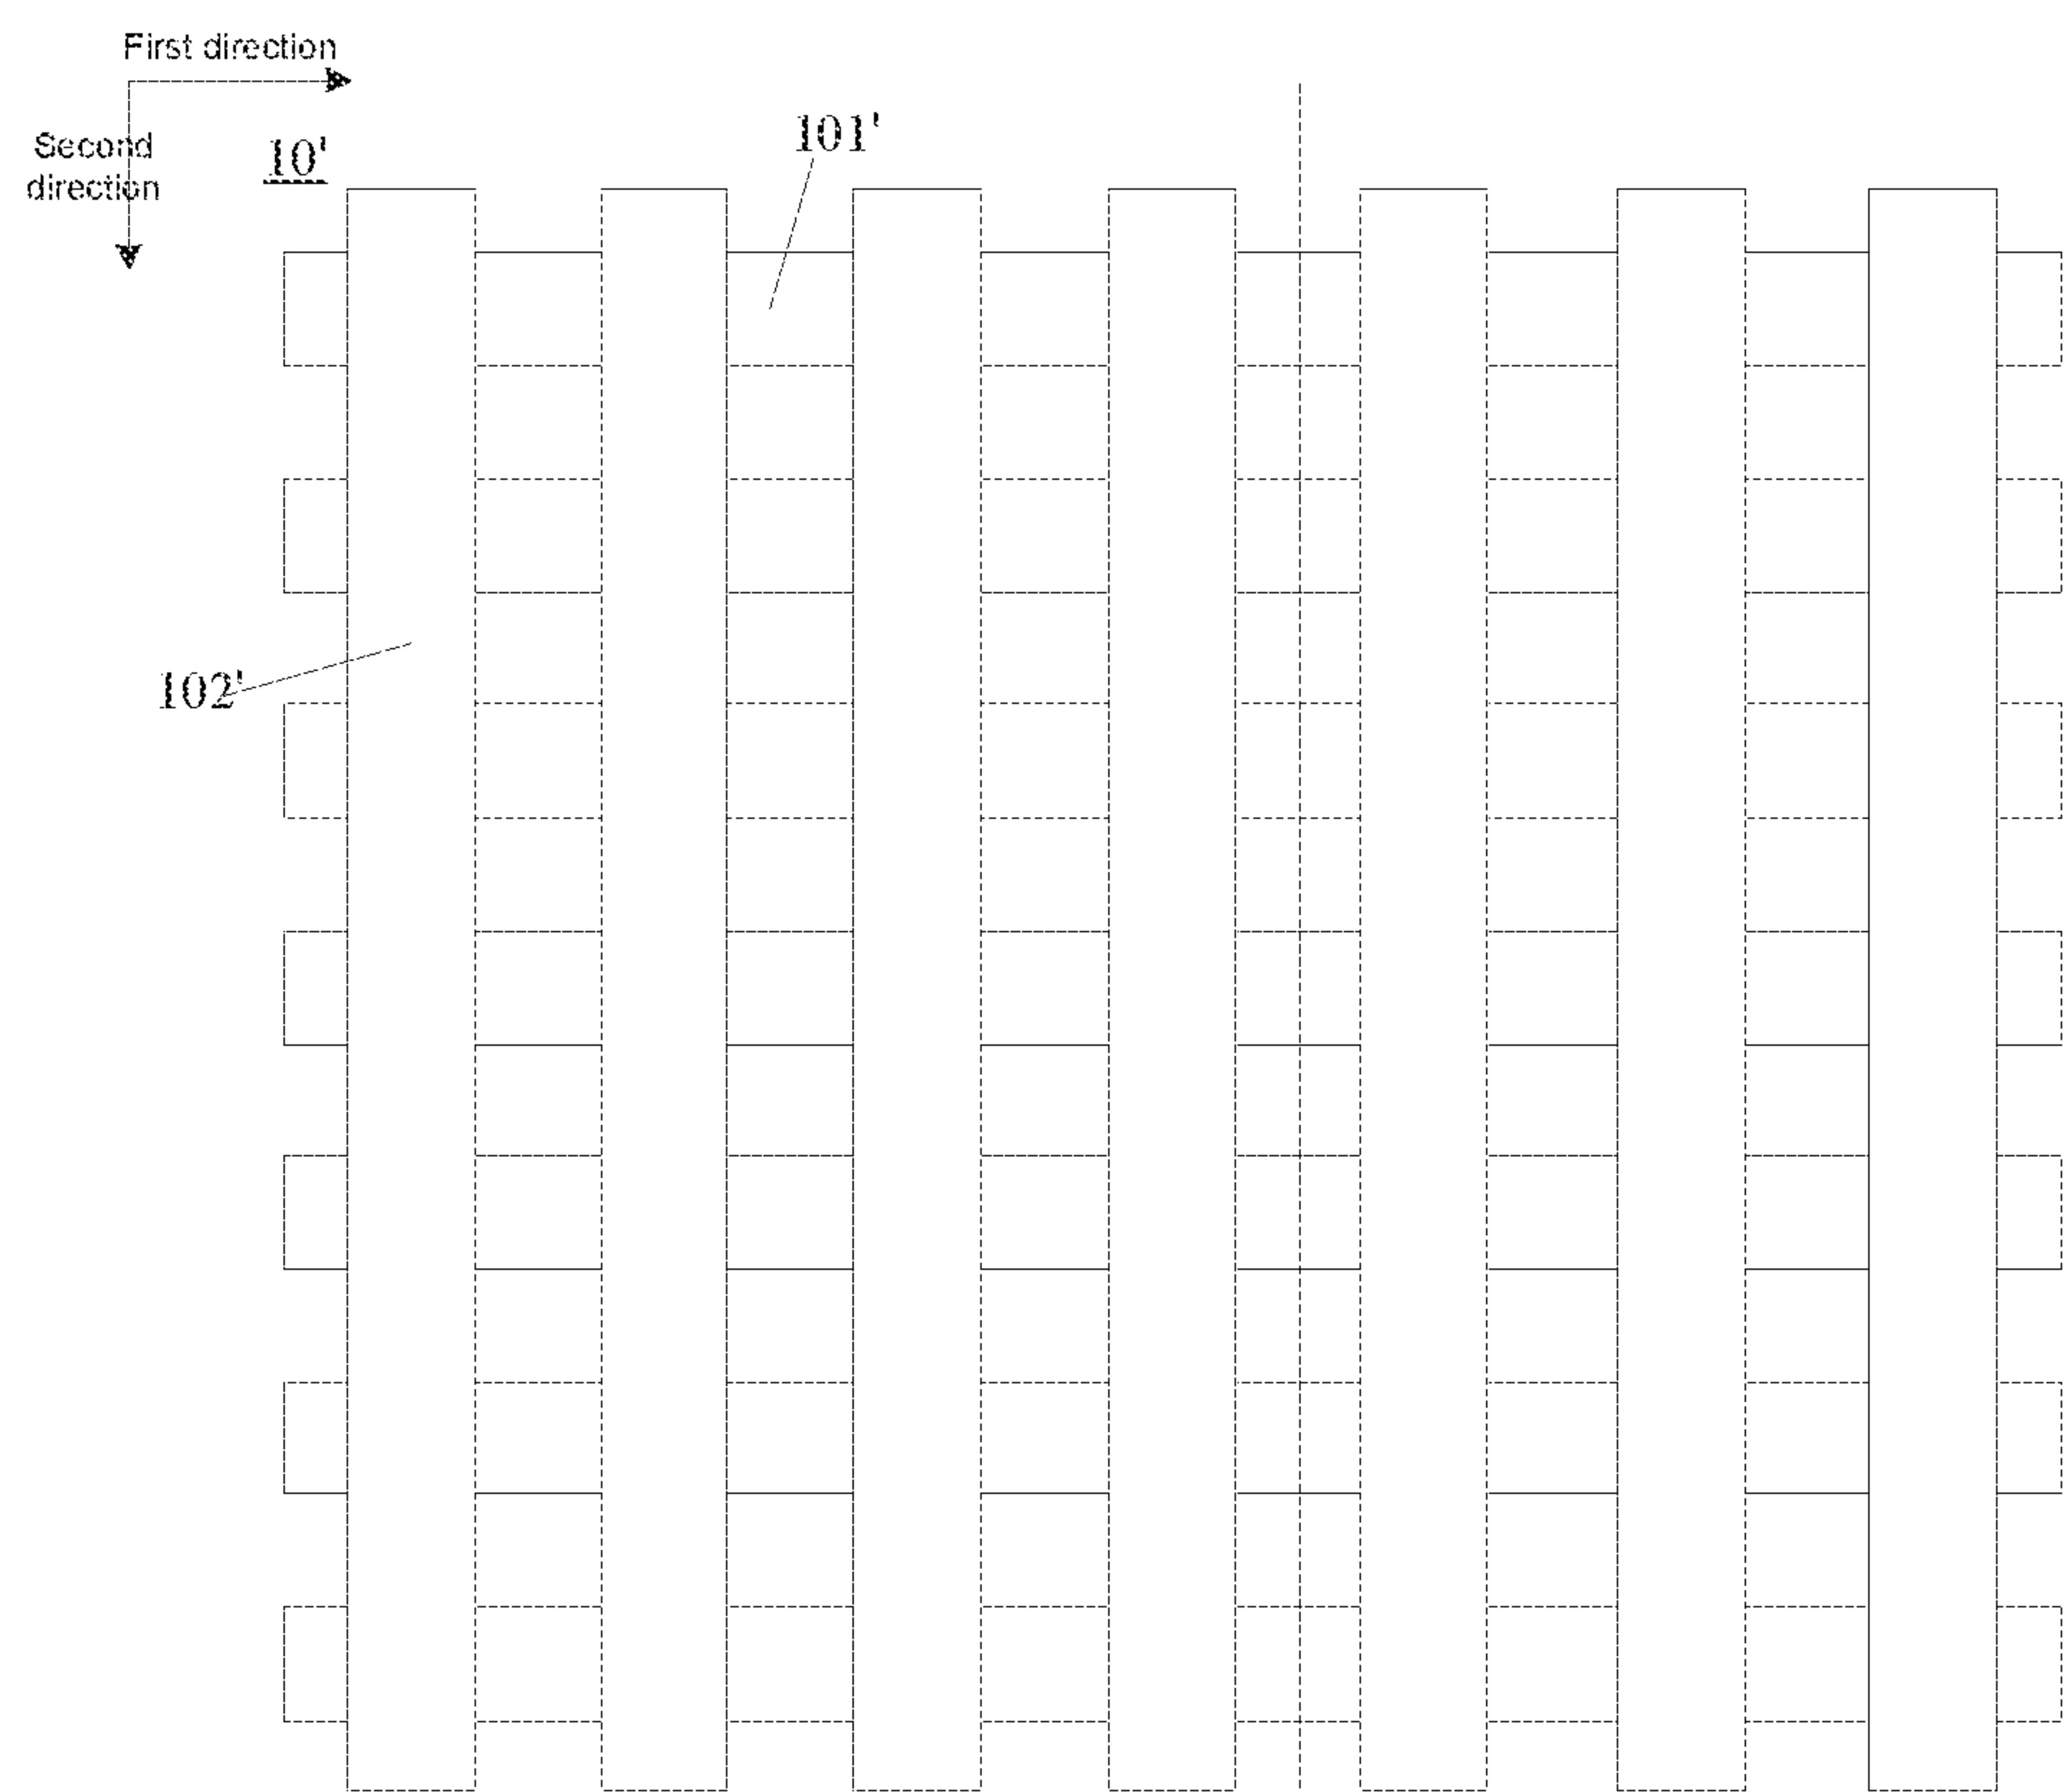 First direction
Second
direction
10'
101'
102'